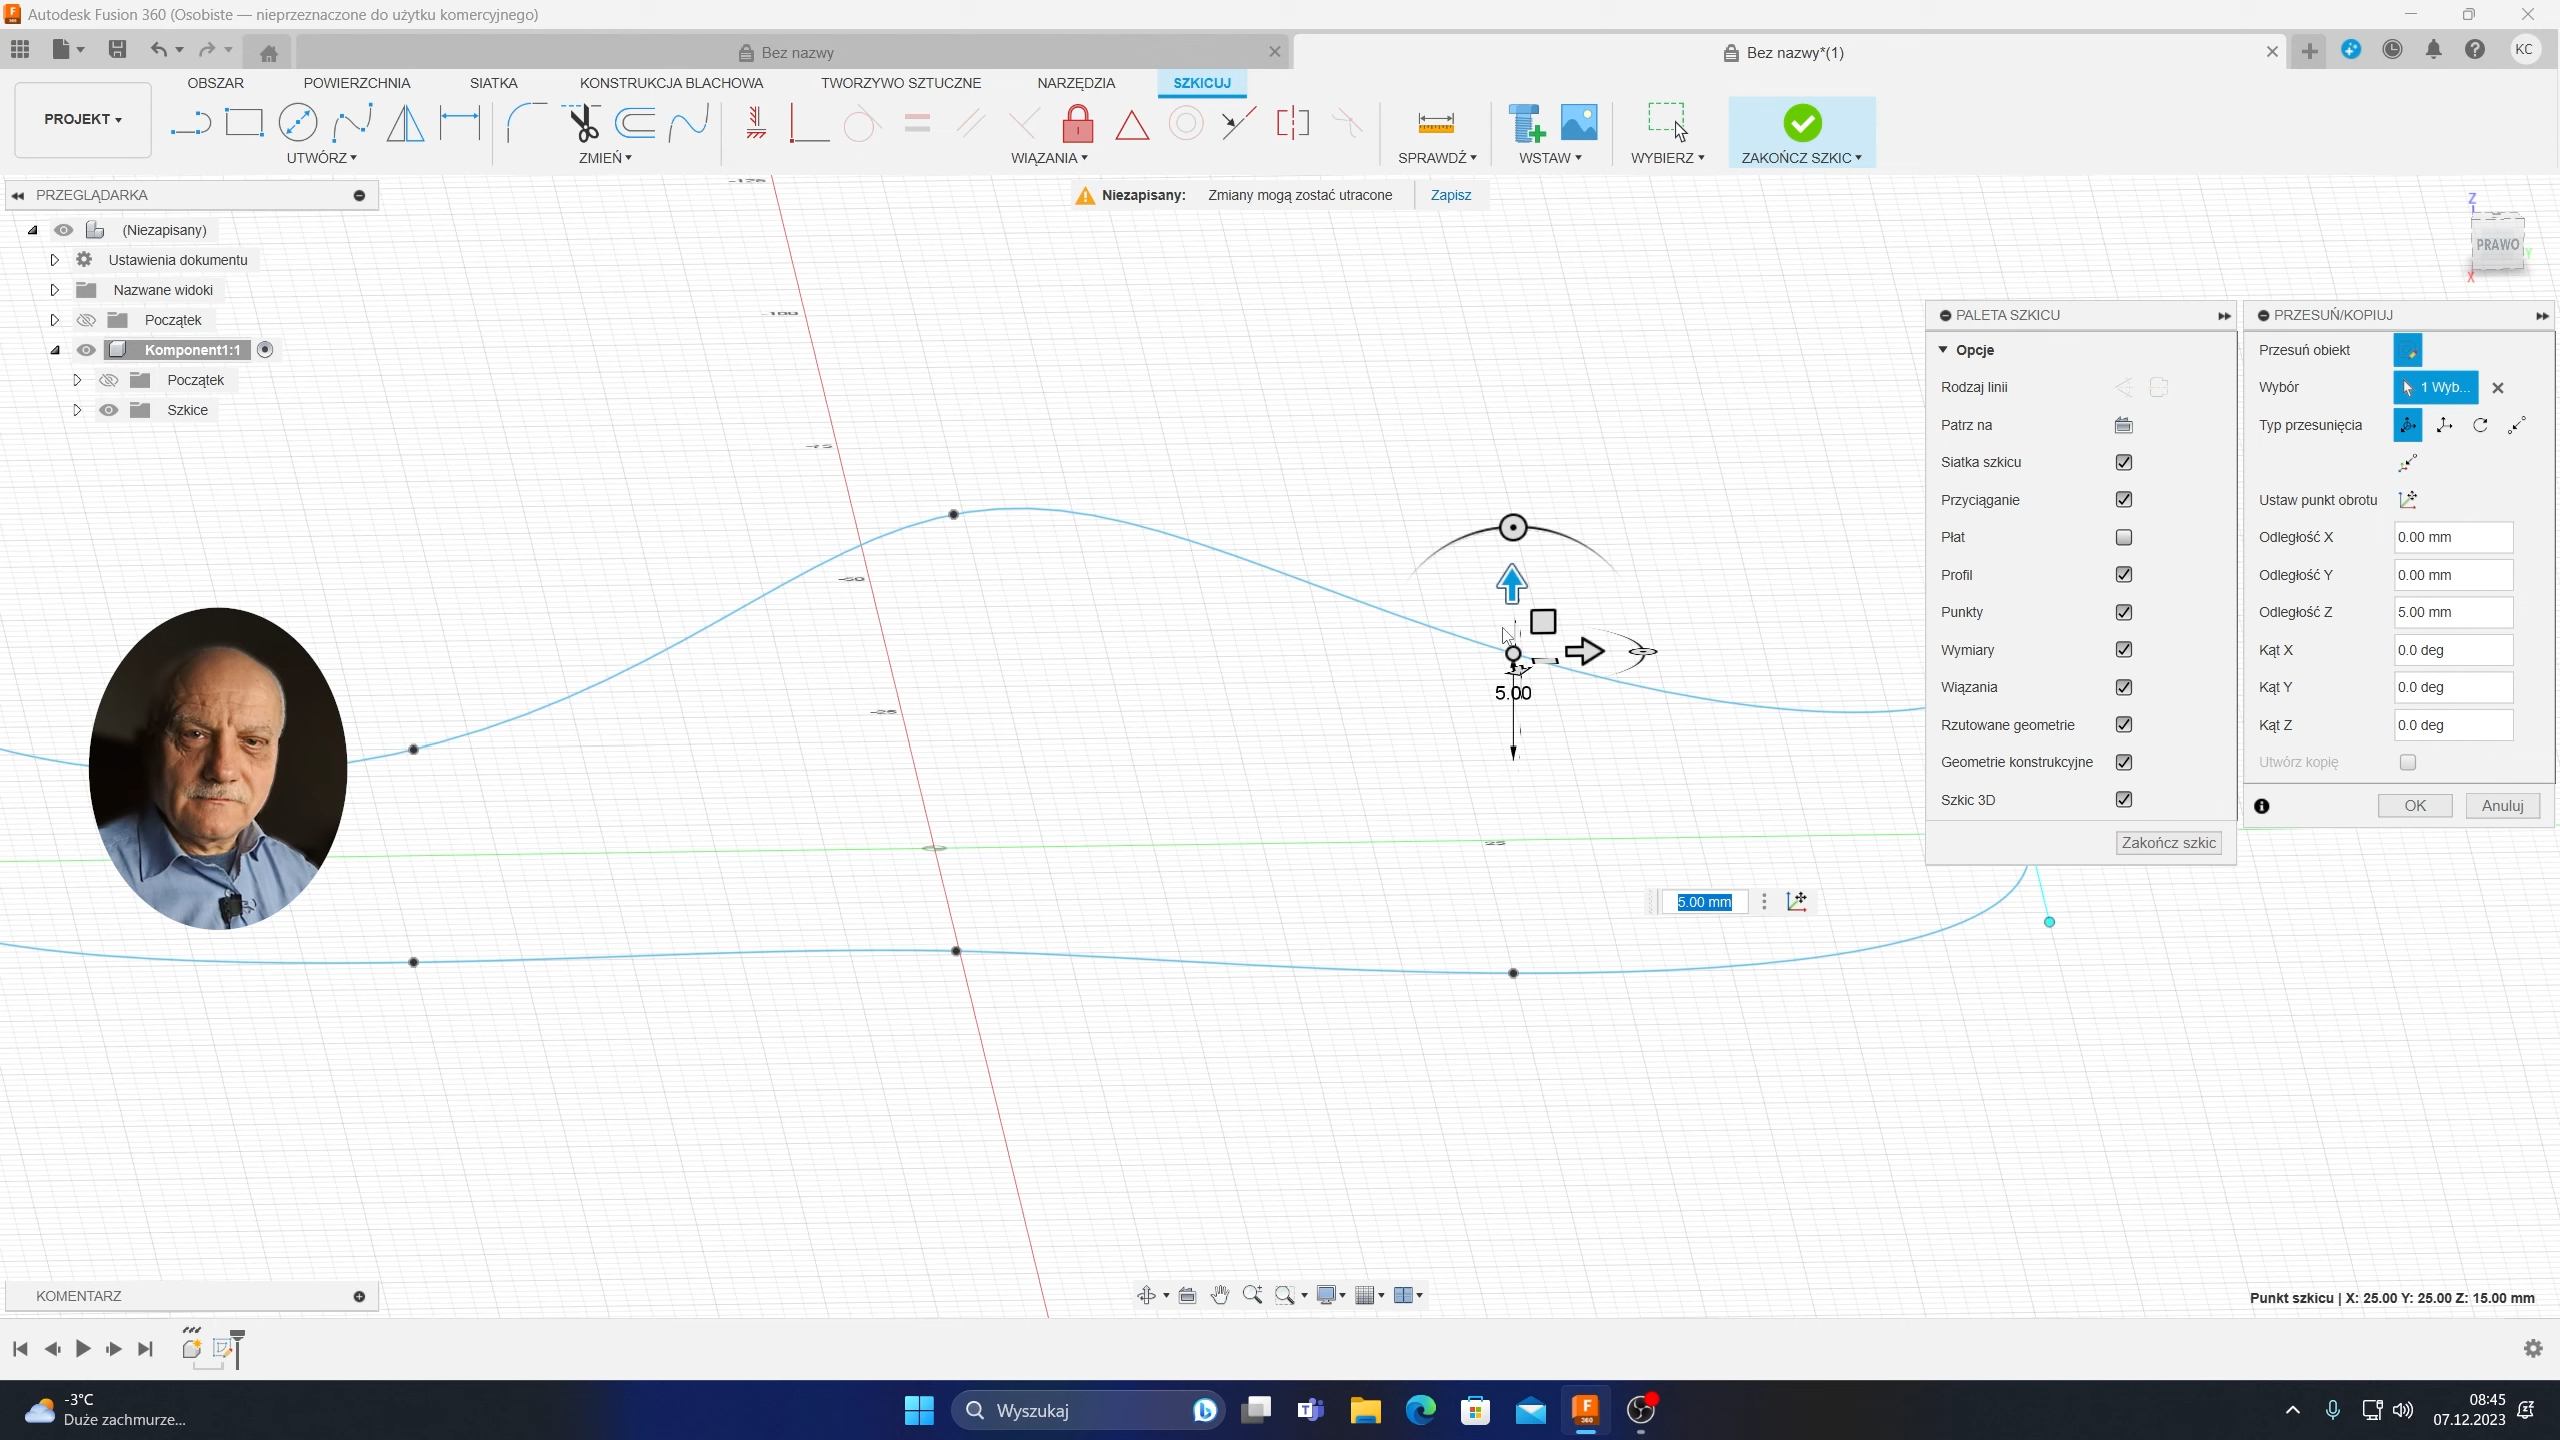 Autodesk Fusion 360 (Osobiste — nieprzeznaczone do użytku komercyjnego)
Bez nazwy
Bez nazwy*(1)
KC
PROJEKT
OBSZAR
POWIERZCHNIA
SIATKA
KONSTRUKCJA BLACHOWA
TWORZYWO SZTUCZNE
NARZĘDZIA
SZKICUJ
UTWÓRZ
ZMIEŃ
WIĄZANIA
SPRAWDŹ
WSTAW
WYBIERZ
ZAKOŃCZ SZKIC
PRZEGLĄDARKA
Niezapisany: Zmiany mogą zostać utracone Zapisz
(Niezapisany)
Ustawienia dokumentu
Nazwane widoki
Początek
Komponent1:1
Początek
Szkice
-125
-100
-75
-50
-25
25
Z
PRAWO
Y
X
PALETA SZKICU
Opcje
Rodzaj linii
Patrz na
Siatka szkicu
Przyciąganie
Płat
Profil
Punkty
Wymiary
Wiązania
Rzutowane geometrie
Geometrie konstrukcyjne
Szkic 3D
Zakończ szkic
PRZESUŃ/KOPIUJ
Przesuń obiekt
Wybór 1 Wyb...
Typ przesunięcia
Ustaw punkt obrotu
Odległość X 0.00 mm
Odległość Y 0.00 mm
Odległość Z 5.00 mm
Kąt X 0.0 deg
Kąt Y 0.0 deg
Kąt Z 0.0 deg
Utwórz kopię
OK Anuluj
5.00
5.00 mm
KOMENTARZ
Punkt szkicu | X: 25.00 Y: 25.00 Z: 15.00 mm
-3°C
Duże zachmurze...
Wyszukaj
08:45
07.12.2023